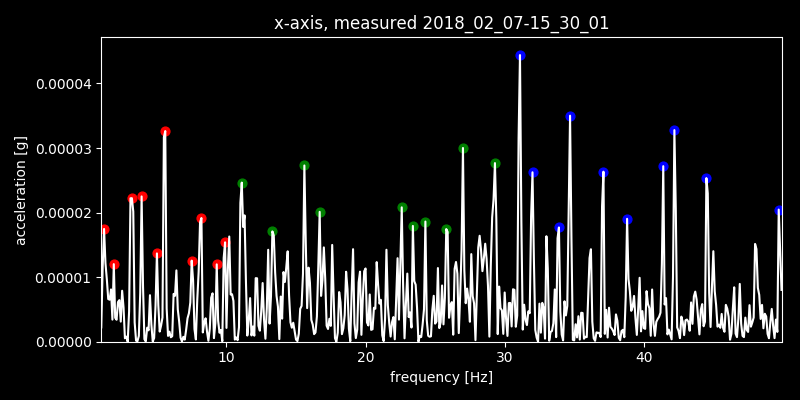 x-axis, measured 2018_02_07-15_30_01
0.00004
0.00003
0.00002
0.00001
0.00000
acceleration [g]
10 20 30 40
frequency [Hz]